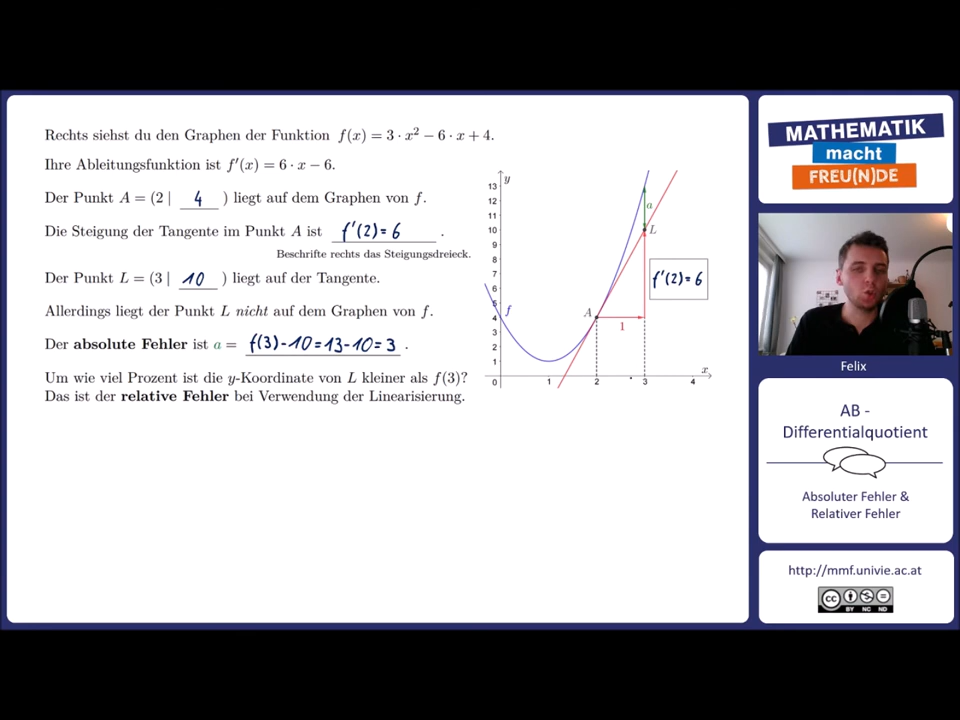 Rechts siehst du den Graphen der Funktion f(x) = 3 · x² − 6 · x + 4.
Ihre Ableitungsfunktion ist f′(x) = 6 · x − 6.
Der Punkt A = (2 | 4 ) liegt auf dem Graphen von f.
Die Steigung der Tangente im Punkt A ist f'(2)=6 .
Beschrifte rechts das Steigungsdreieck.
Der Punkt L = (3 | 10 ) liegt auf der Tangente.
Allerdings liegt der Punkt L nicht auf dem Graphen von f.
Der absolute Fehler ist a = f(3)-10=13-10=3 .
Um wie viel Prozent ist die y-Koordinate von L kleiner als f(3)?
Das ist der relative Fehler bei Verwendung der Linearisierung.
y
13
12
a
11
10
L
9
8
7
f'(2)=6
6
5
f
4
A
3
1
2
1
x
0
1
2
3
4
MATHEMATIK
macht
FREU(N)DE
Felix
AB -
Differentialquotient
Absoluter Fehler &
Relativer Fehler
http://mmf.univie.ac.at
cc
BY NC ND